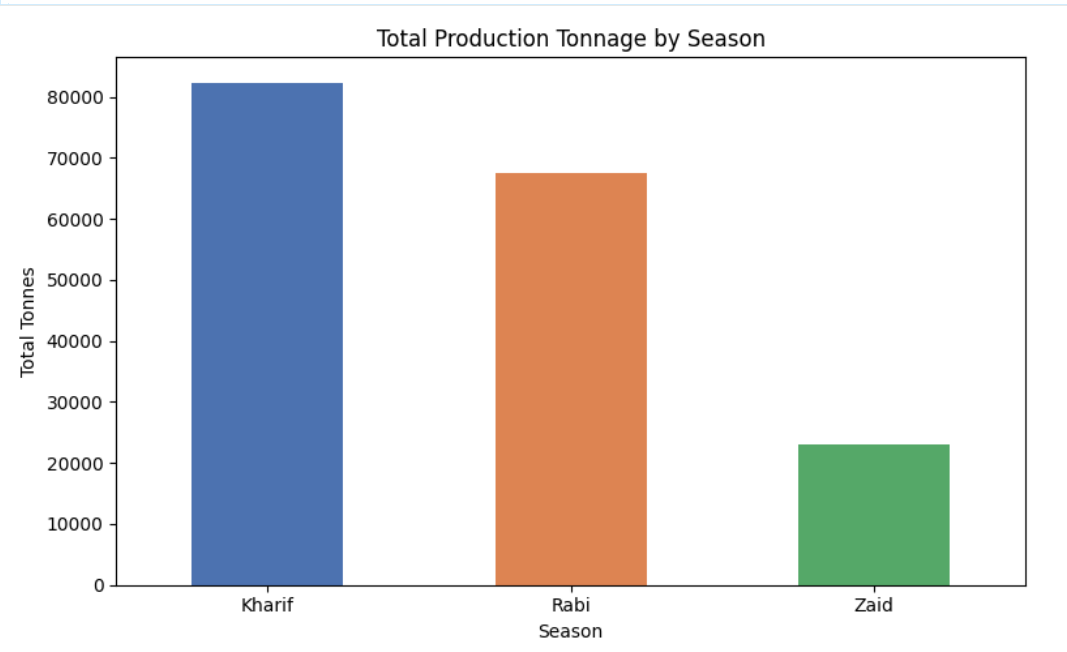 Total Production Tonnage by Season
Total Tonnes
80000
70000
60000
50000
40000
30000
20000
10000
0
Kharif Rabi Zaid
Season